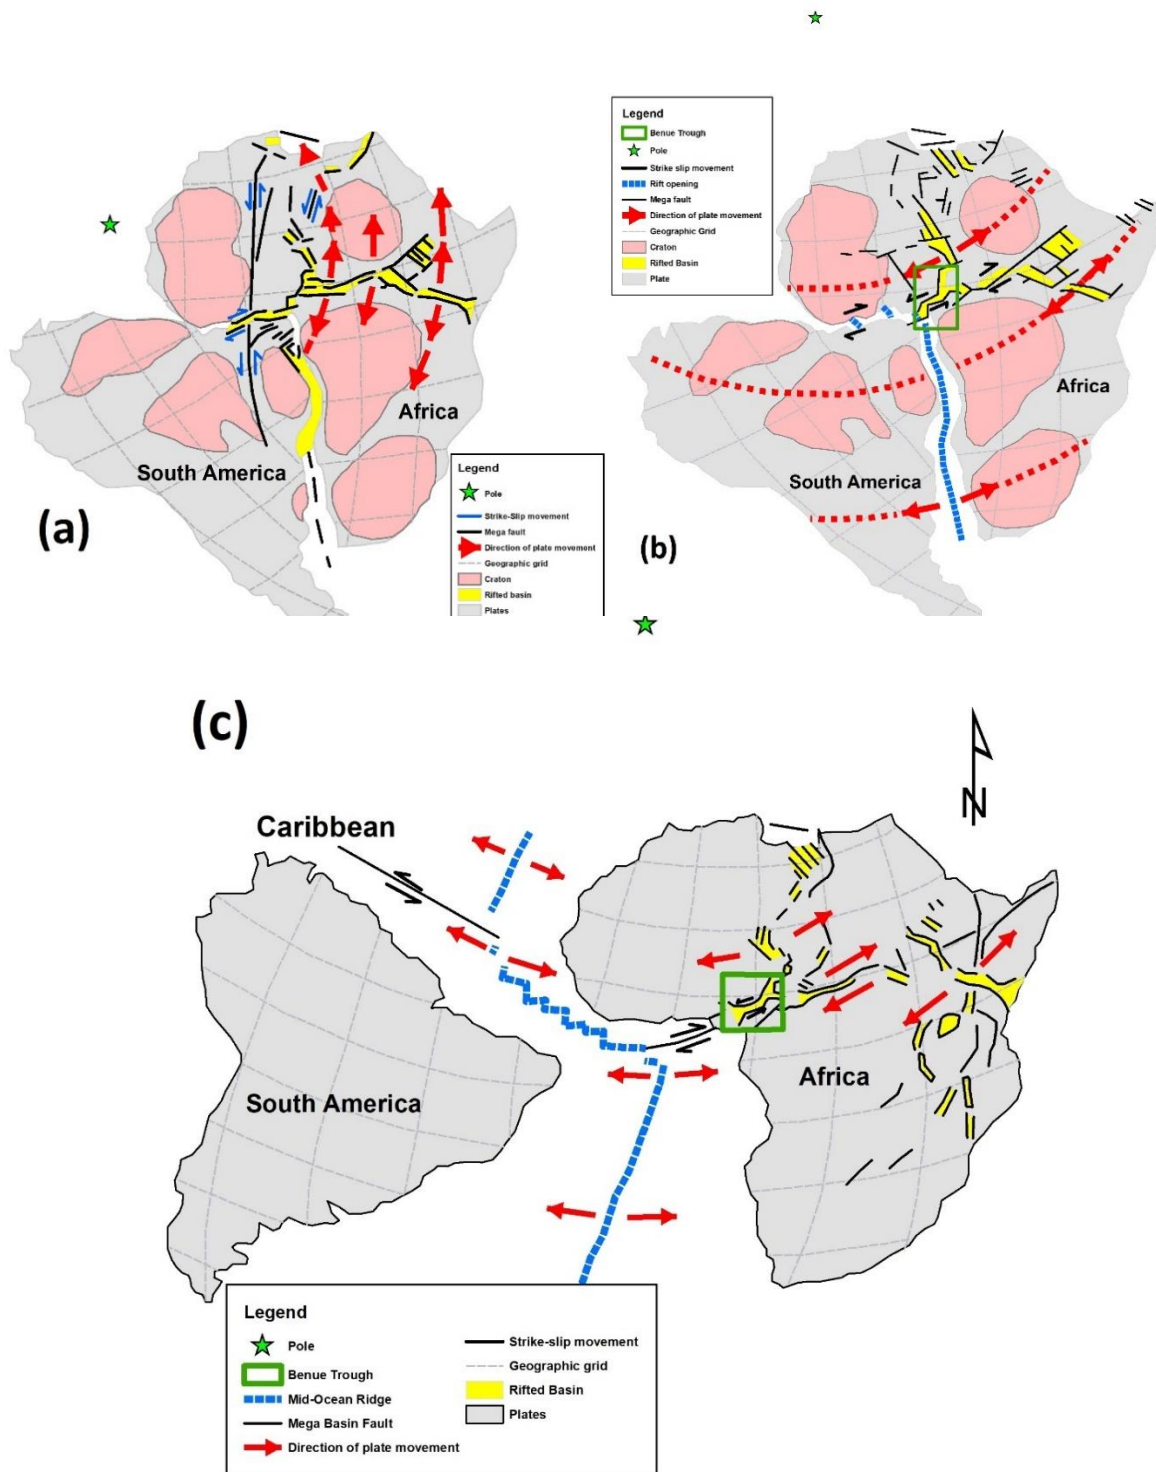 Africa
South America
(a)
Legend
Pole
Strike-Slip movement
Mega fault
Direction of plate movement
Geographic grid
Craton
Rifted basin
Plates
Legend
Benue Trough
Pole
Strike slip movement
Rift opening
Mega fault
Direction of plate movement
Geographic Grid
Craton
Rifted Basin
Plate
Africa
South America
(b)
(c)
N
Caribbean
South America
Africa
Legend
Pole
Benue Trough
Mid-Ocean Ridge
Mega Basin Fault
Direction of plate movement
Strike-slip movement
Geographic grid
Rifted Basin
Plates